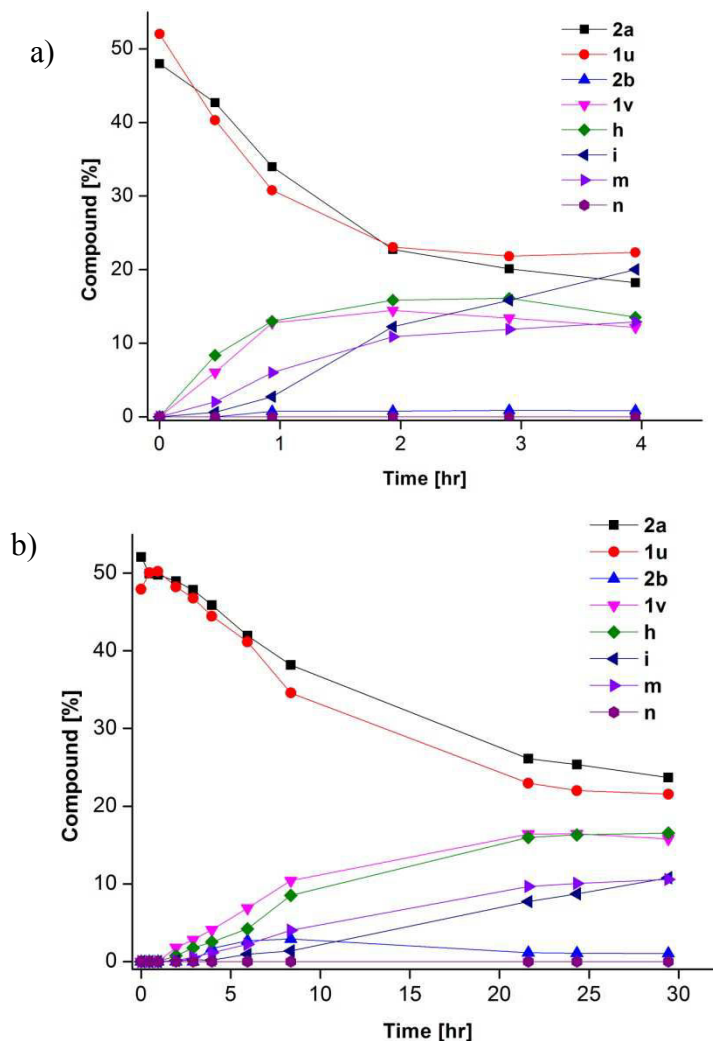 a)
2a
1u
2b
1v
h
i
m
n
50
40
30
20
10
0
Compound [%]
0 1 2 3 4
Time [hr]
b)
2a
1u
2b
1v
h
i
m
n
50
40
30
20
10
0
Compound [%]
0 5 10 15 20 25 30
Time [hr]